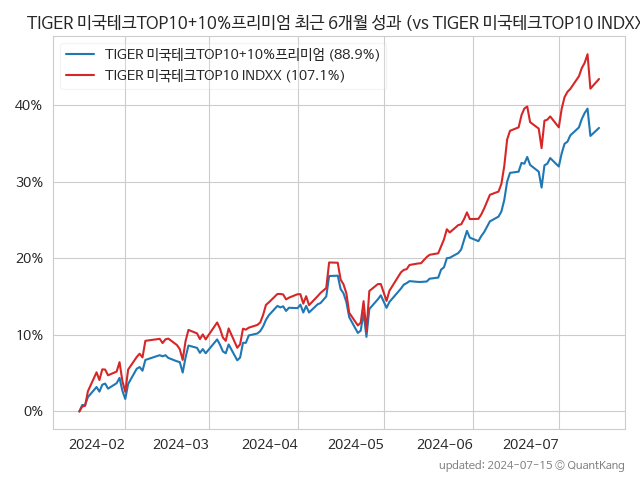 TIGER 미국테크TOP10+10%프리미엄 최근 6개월 성과 (vs TIGER 미국테크TOP10 INDXX
TIGER 미국테크TOP10+10%프리미엄 (88.9%)
TIGER 미국테크TOP10 INDXX (107.1%)
40%
30%
20%
10%
0%
2024-02 2024-03 2024-04 2024-05 2024-06 2024-07
updated: 2024-07-15 © QuantKang